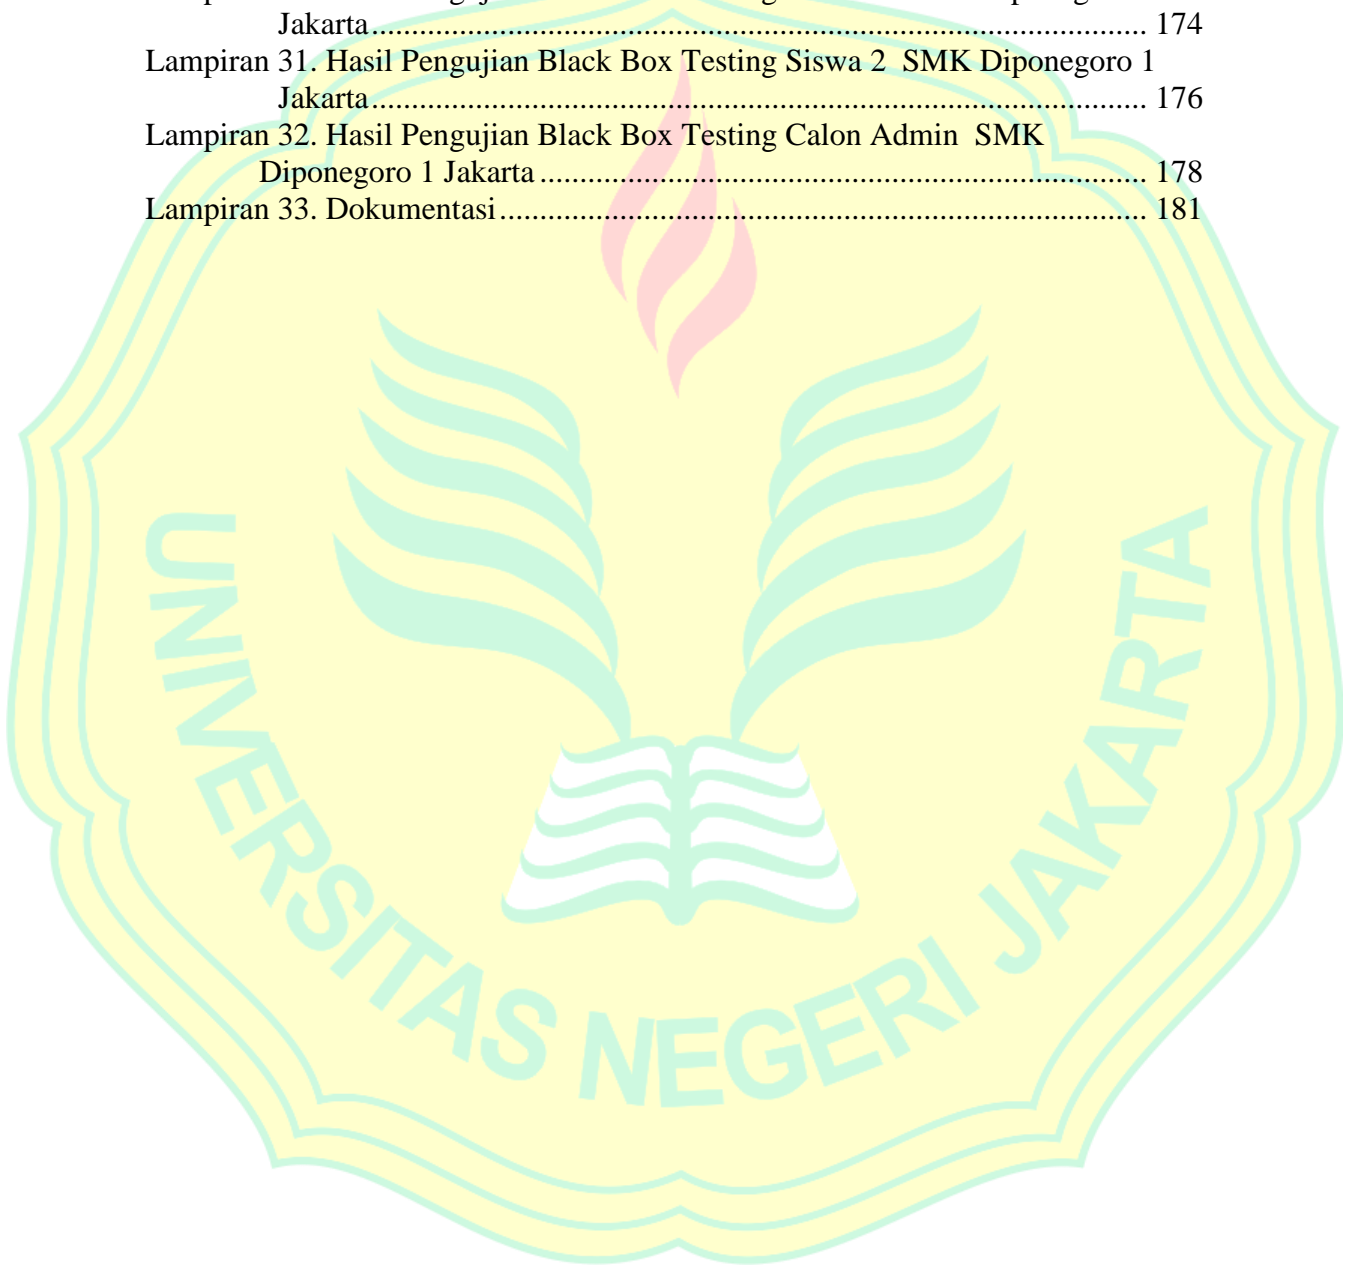 Jakarta................................................................................................. 174
Lampiran 31. Hasil Pengujian Black Box Testing Siswa 2  SMK Diponegoro 1
Jakarta................................................................................................. 176
Lampiran 32. Hasil Pengujian Black Box Testing Calon Admin  SMK
Diponegoro 1 Jakarta ............................................................................ 178
Lampiran 33. Dokumentasi................................................................................. 181
UNIVERSITAS NEGERI JAKARTA